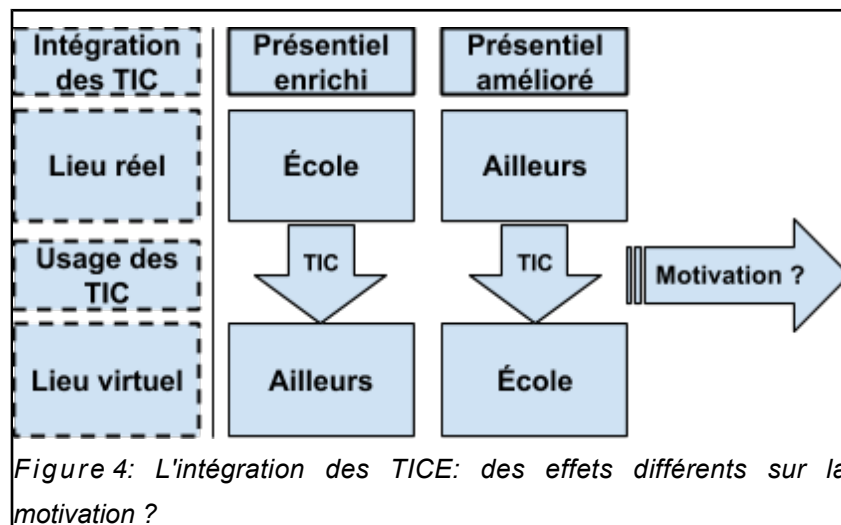 Intégration des TIC
Présentiel enrichi
Présentiel amélioré
Lieu réel
École
Ailleurs
Usage des TIC
TIC
TIC
Motivation ?
Lieu virtuel
Ailleurs
École
Figure 4: L'intégration des TICE: des effets différents sur la
motivation ?